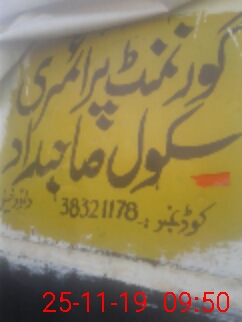 گورنمنٹ پرائمری
سکول صاحبداد
کوڈ نمبر :- 38321178
25-11-19 09:50